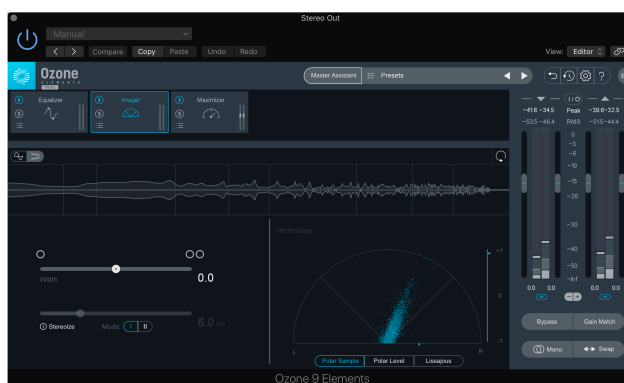 Stereo Out
Manual
Compare Copy Paste Undo Redo View: Editor
Ozone
ELEMENTS
TRIAL
Master Assistant Presets
Equalizer Imager Maximizer
S S S
I/O
-41.6 -34.5 Peak -39.6 -32.5
-53.5 -46.4 RMS -51.5 -44.4
0
-3
-6
-10
-15
-20
-30
-40
-50
-Inf
0.0 0.0 0.0 0.0
Bypass Gain Match
Mono Swap
Width 0.0
Stereoize Mode: I II 6.0 ms
Vectorscope
+1
0
-1
L R
Polar Sample Polar Level Lissajous
Ozone 9 Elements